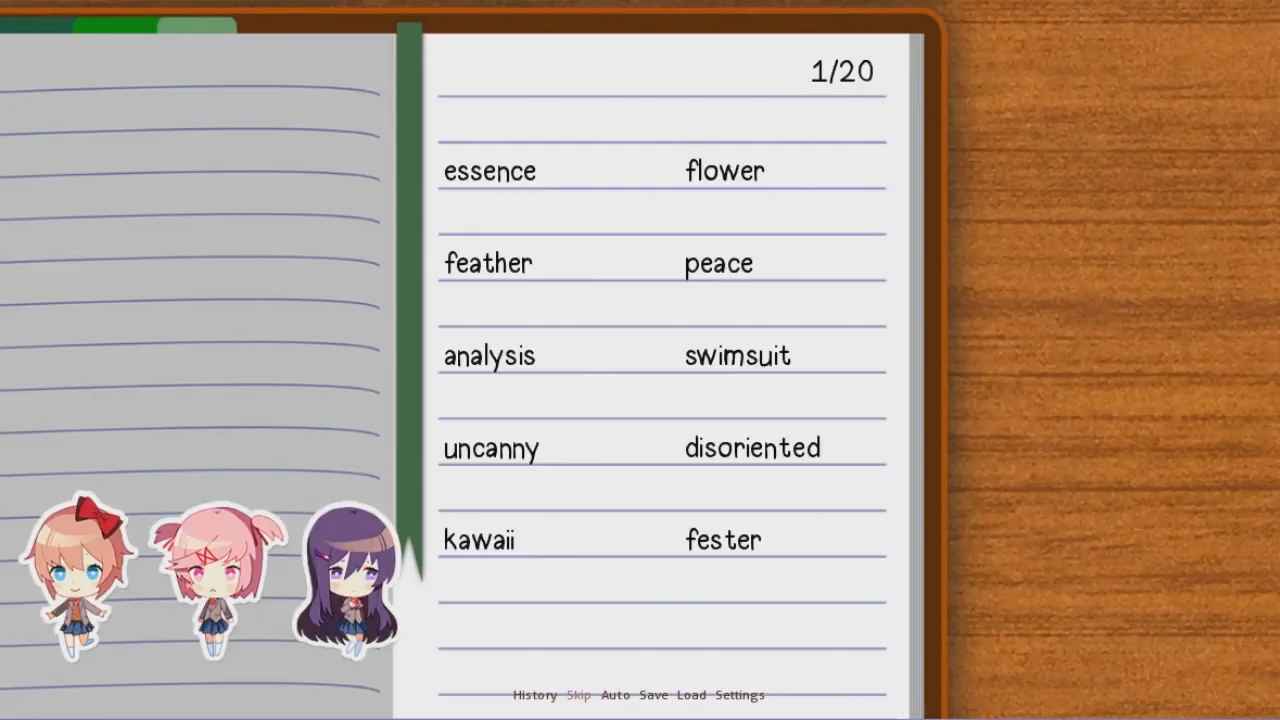 1/20
essence flower
feather peace
analysis swimsuit
uncanny disoriented
kawaii fester
History Skip Auto Save Load Settings